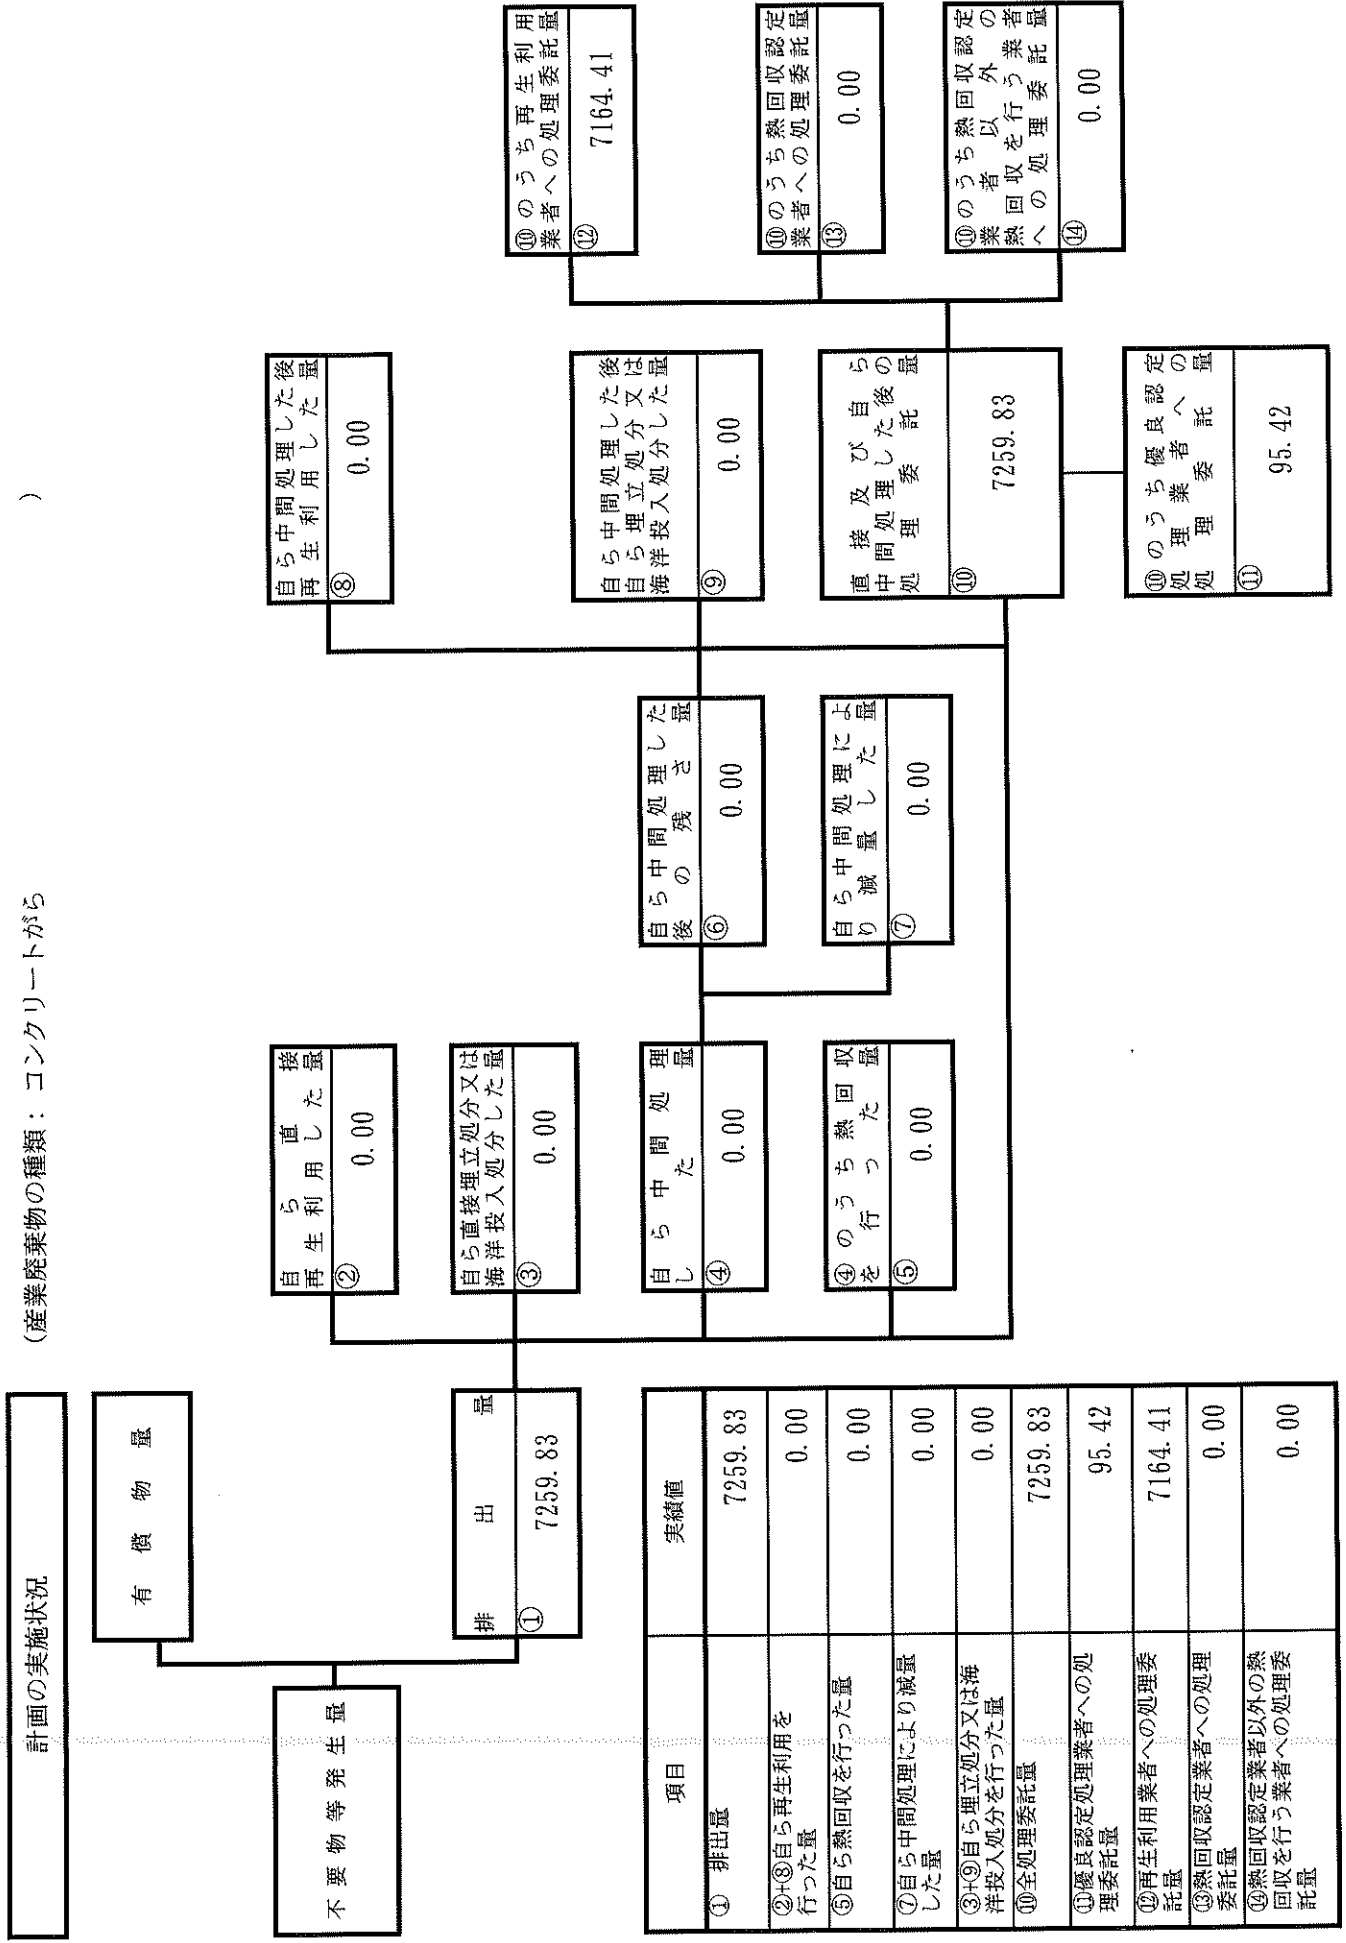 計画の実施状況
(産業廃棄物の種類：コンクリートがら
)
有償物量
不要物等発生量
排出量
①
7259.83
自ら直接
再生利用した量
②
0.00
自ら直接埋立処分又は
海洋投入処分した量
③
0.00
自ら中間処理
した量
④
0.00
④のうち熱回収
を行った量
⑤
0.00
自ら中間処理した
後の残さ量
⑥
0.00
自ら中間処理によ
り減量した量
⑦
0.00
自ら中間処理した後
再生利用した量
⑧
0.00
自ら中間処理した後
自ら埋立処分又は
海洋投入処分した量
⑨
0.00
直接及び自ら
中間処理した後の
処理委託量
⑩
7259.83
⑩のうち優良認定
処理業者への
処理委託量
⑪
95.42
⑩のうち再生利用
業者への処理委託量
⑫
7164.41
⑩のうち熱回収認定
業者への処理委託量
⑬
0.00
⑩のうち熱回収認定
業者以外の
熱回収を行う業者
への処理委託量
⑭
0.00
項目 実績値
① 排出量 7259.83
②+⑧自ら再生利用を
行った量 0.00
⑤自ら熱回収を行った量 0.00
⑦自ら中間処理により減量
した量 0.00
③+⑨自ら埋立処分又は海
洋投入処分を行った量 0.00
⑩全処理委託量 7259.83
⑪優良認定処理業者への処
理委託量 95.42
⑫再生利用業者への処理委
託量 7164.41
⑬熱回収認定業者への処理
委託量 0.00
⑭熱回収認定業者以外の熱
回収を行う業者への処理委
託量 0.00